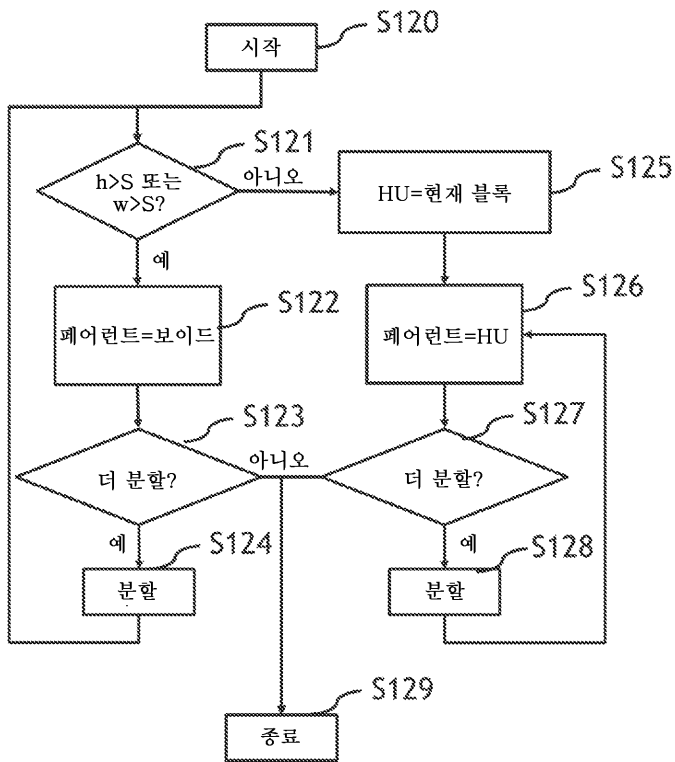 시작
S120
h>S 또는
w>S?
S121
아니오
HU=현재 블록
S125
예
페어런트=보이드
S122
페어런트=HU
S126
더 분할?
S123
아니오
더 분할?
S127
예
분할
S124
예
분할
S128
종료
S129